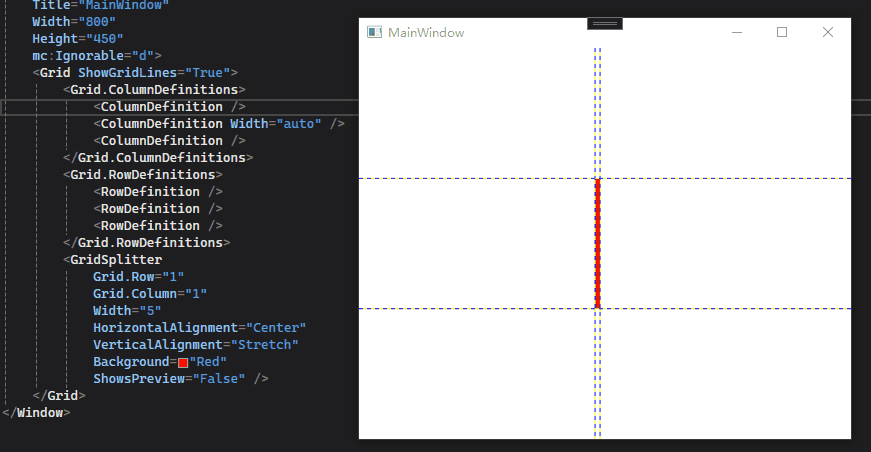 Title="MainWindow"
Width="800"
Height="450"
mc:Ignorable="d">
<Grid ShowGridLines="True">
<Grid.ColumnDefinitions>
<ColumnDefinition />
<ColumnDefinition Width="auto" />
<ColumnDefinition />
</Grid.ColumnDefinitions>
<Grid.RowDefinitions>
<RowDefinition />
<RowDefinition />
<RowDefinition />
</Grid.RowDefinitions>
<GridSplitter
Grid.Row="1"
Grid.Column="1"
Width="5"
HorizontalAlignment="Center"
VerticalAlignment="Stretch"
Background="Red"
ShowsPreview="False" />
</Grid>
</Window>
MainWindow